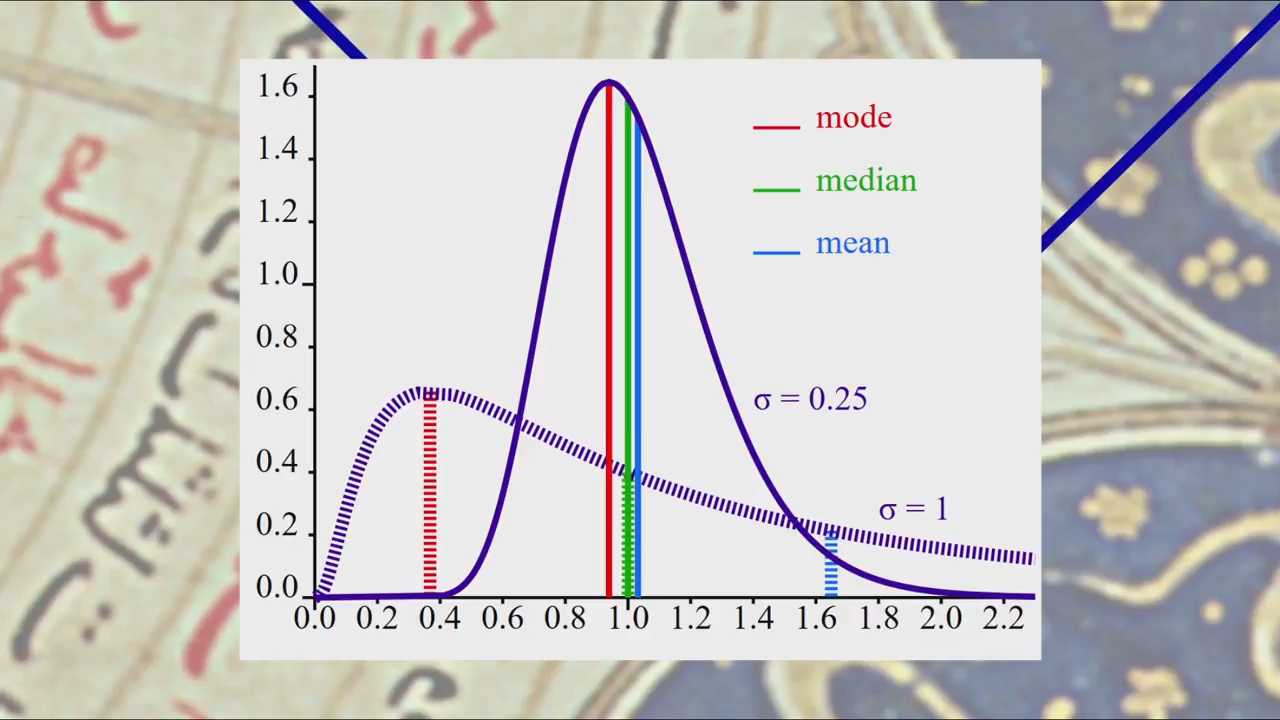 1.6
1.4
1.2
1.0
0.8
0.6
0.4
0.2
0.0
mode
median
mean
σ = 0.25
σ = 1
0.0 0.2 0.4 0.6 0.8 1.0 1.2 1.4 1.6 1.8 2.0 2.2